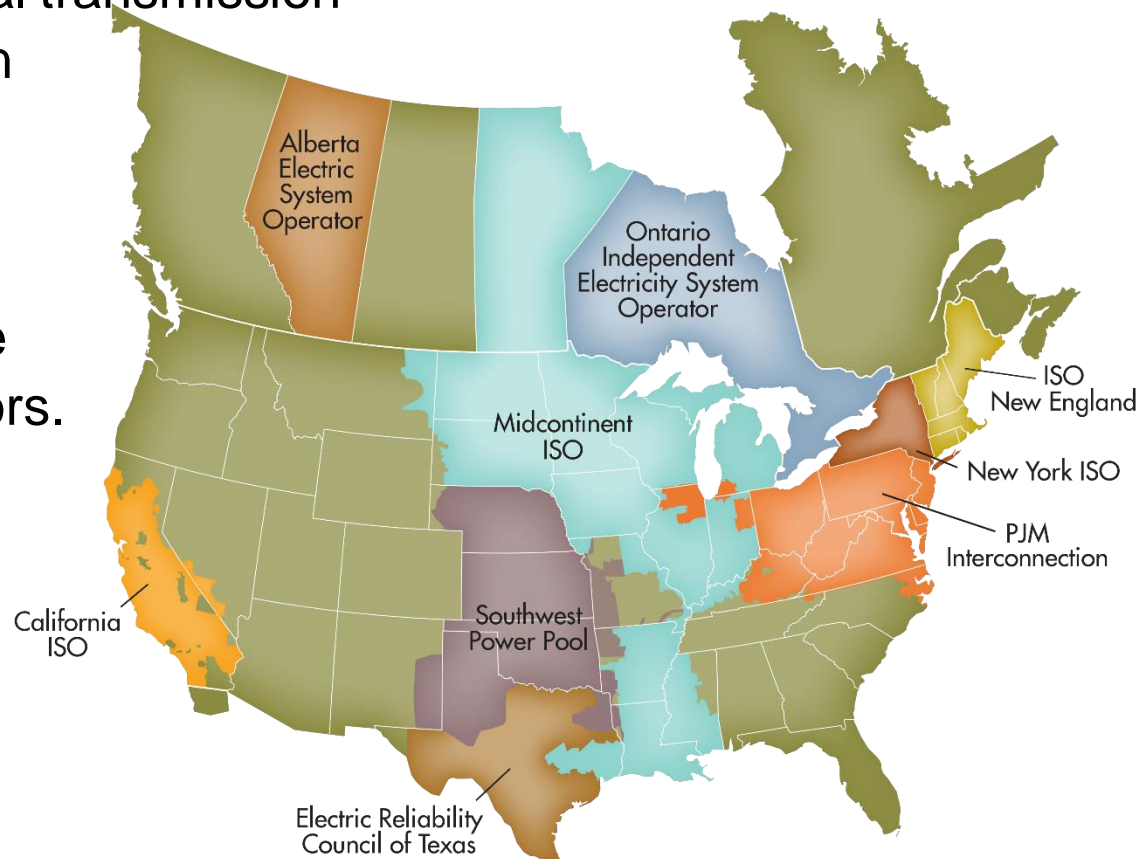 transmission
Alberta
Electric
System
Operator
Ontario
Independent
Electricity System
Operator
Midcontinent
ISO
ISO
New England
New York ISO
PJM
Interconnection
Southwest
Power Pool
California
ISO
Electric Reliability
Council of Texas